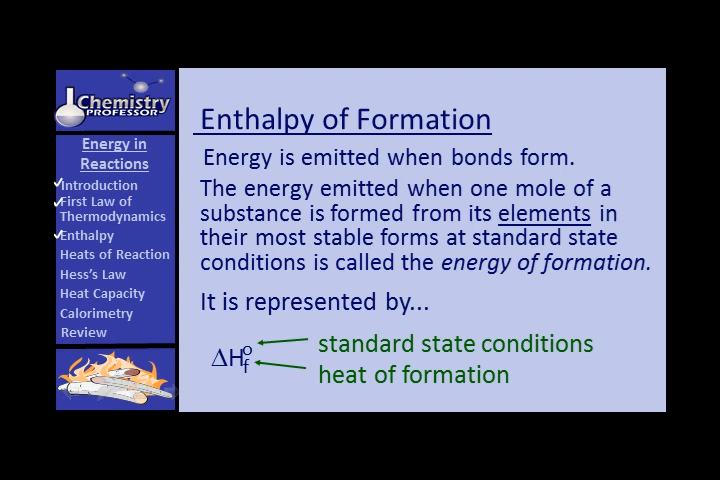 Chemistry
PROFESSOR
Energy in
Reactions
Introduction
First Law of
Thermodynamics
Enthalpy
Heats of Reaction
Hess's Law
Heat Capacity
Calorimetry
Review
Enthalpy of Formation
Energy is emitted when bonds form.
The energy emitted when one mole of a
substance is formed from its elements in
their most stable forms at standard state
conditions is called the energy of formation.
It is represented by...
standard state conditions
ΔH°f
heat of formation